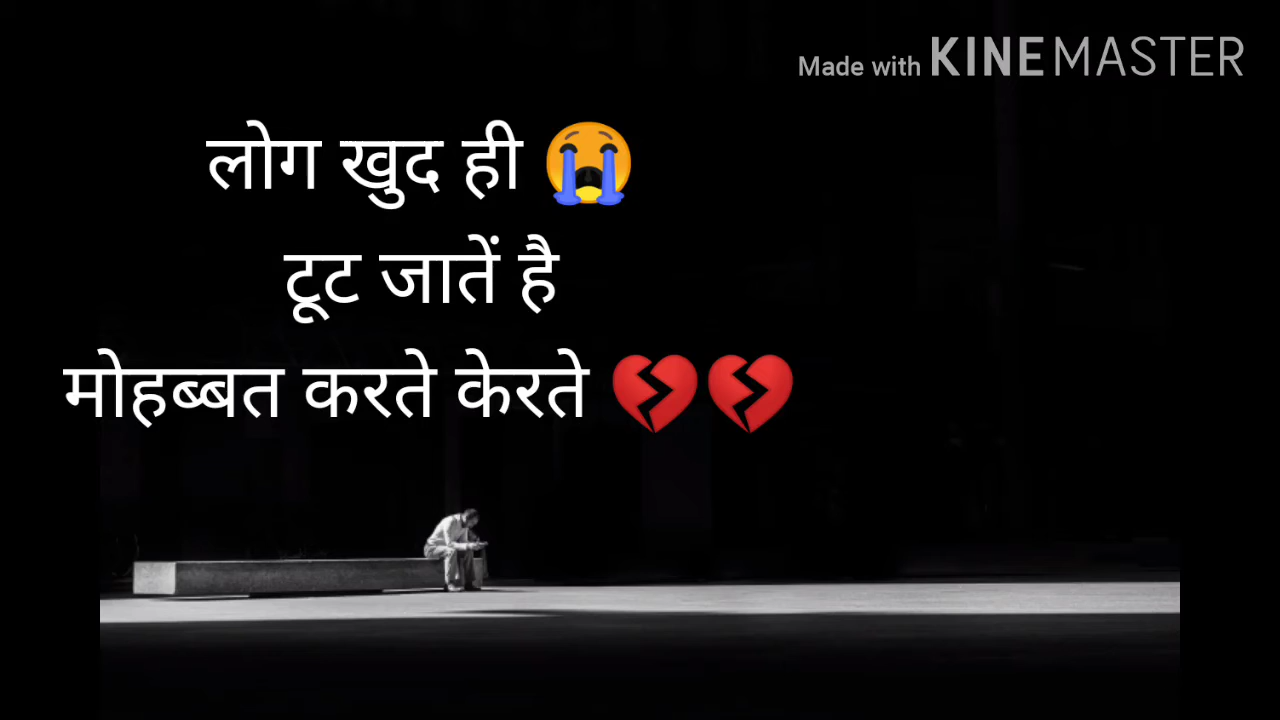 Made with KINEMASTER
लोग खुद ही 😭
टूट जातें है
मोहब्बत करते केरते 💔💔